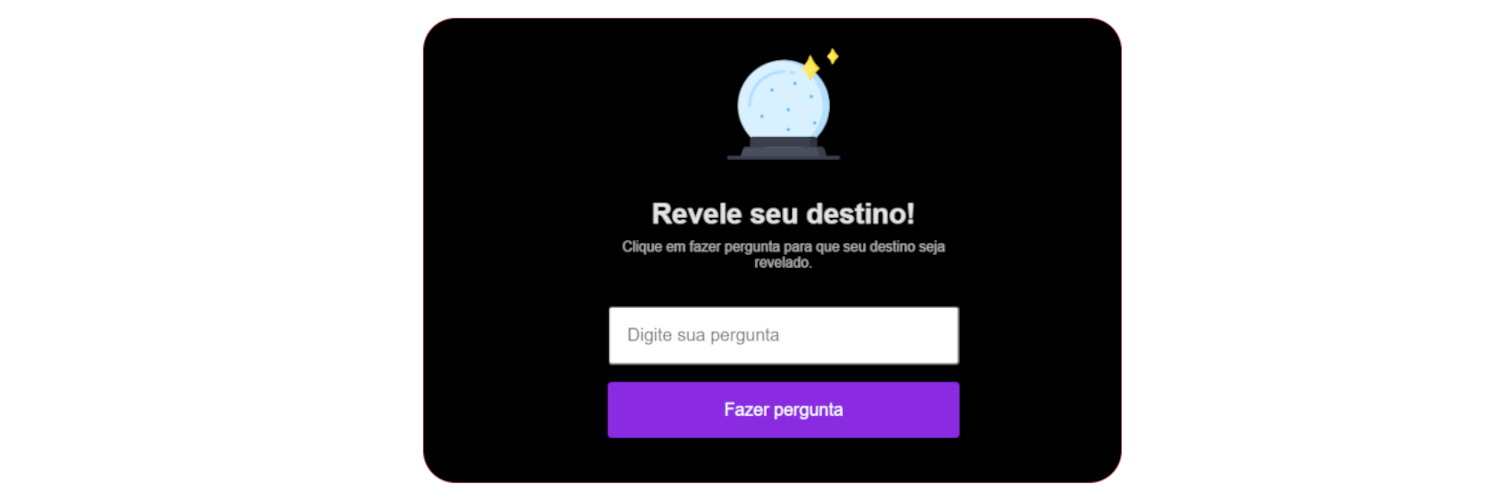 Revele seu destino!
Clique em fazer pergunta para que seu destino seja
revelado.
Digite sua pergunta
Fazer pergunta